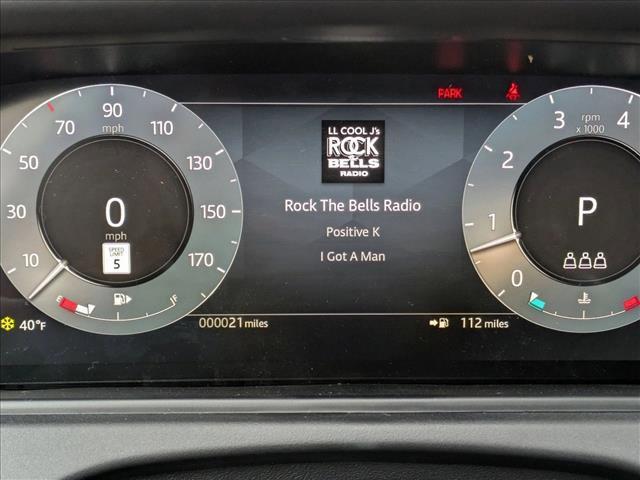 PARK
10
30
50
70
90
110
130
150
170
mph
0
mph
SPEED
LIMIT
5
E
F
LL COOL J's
ROCK
THE
BELLS
RADIO
Rock The Bells Radio
Positive K
I Got A Man
0
1
2
3
4
rpm
x 1000
P
40°F
000021 miles
112 miles